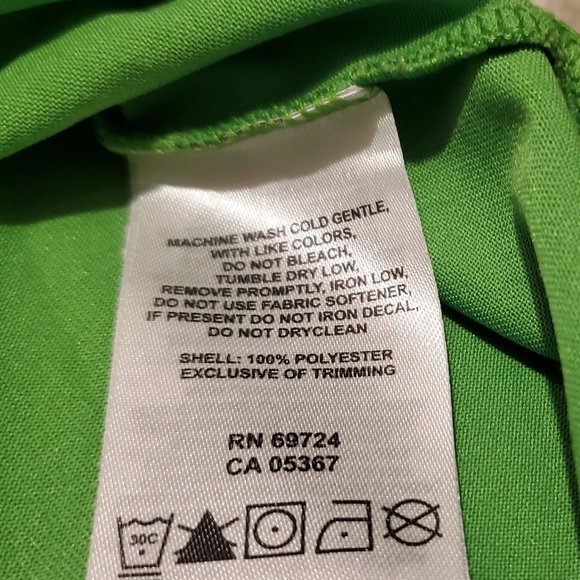 MACHINE WASH COLD GENTLE,
WITH LIKE COLORS,
DO NOT BLEACH,
TUMBLE DRY LOW,
REMOVE PROMPTLY, IRON LOW,
DO NOT USE FABRIC SOFTENER,
IF PRESENT DO NOT IRON DECAL,
DO NOT DRYCLEAN
SHELL: 100% POLYESTER
EXCLUSIVE OF TRIMMING
RN 69724
CA 05367
30C